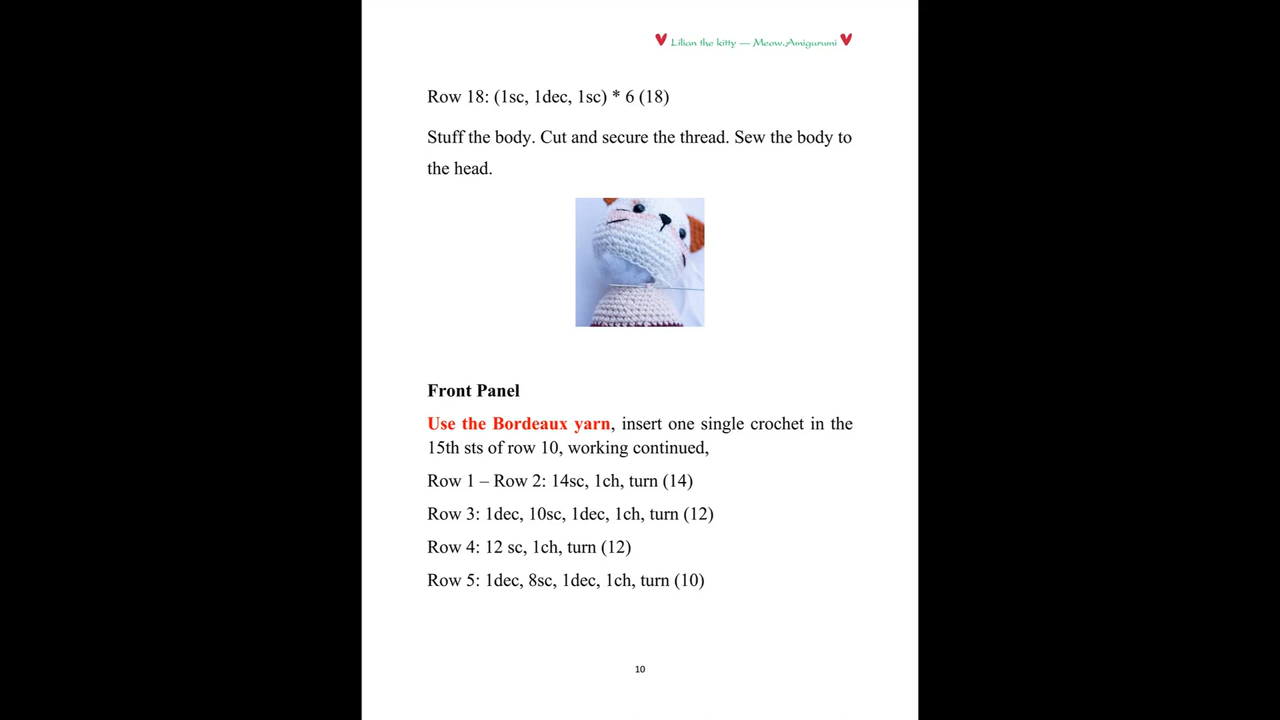 Lilian the kitty — Meow.Amigurumi
Row 18: (1sc, 1dec, 1sc) * 6 (18)
Stuff the body. Cut and secure the thread. Sew the body to
the head.
Front Panel
Use the Bordeaux yarn, insert one single crochet in the
15th sts of row 10, working continued,
Row 1 – Row 2: 14sc, 1ch, turn (14)
Row 3: 1dec, 10sc, 1dec, 1ch, turn (12)
Row 4: 12 sc, 1ch, turn (12)
Row 5: 1dec, 8sc, 1dec, 1ch, turn (10)
10